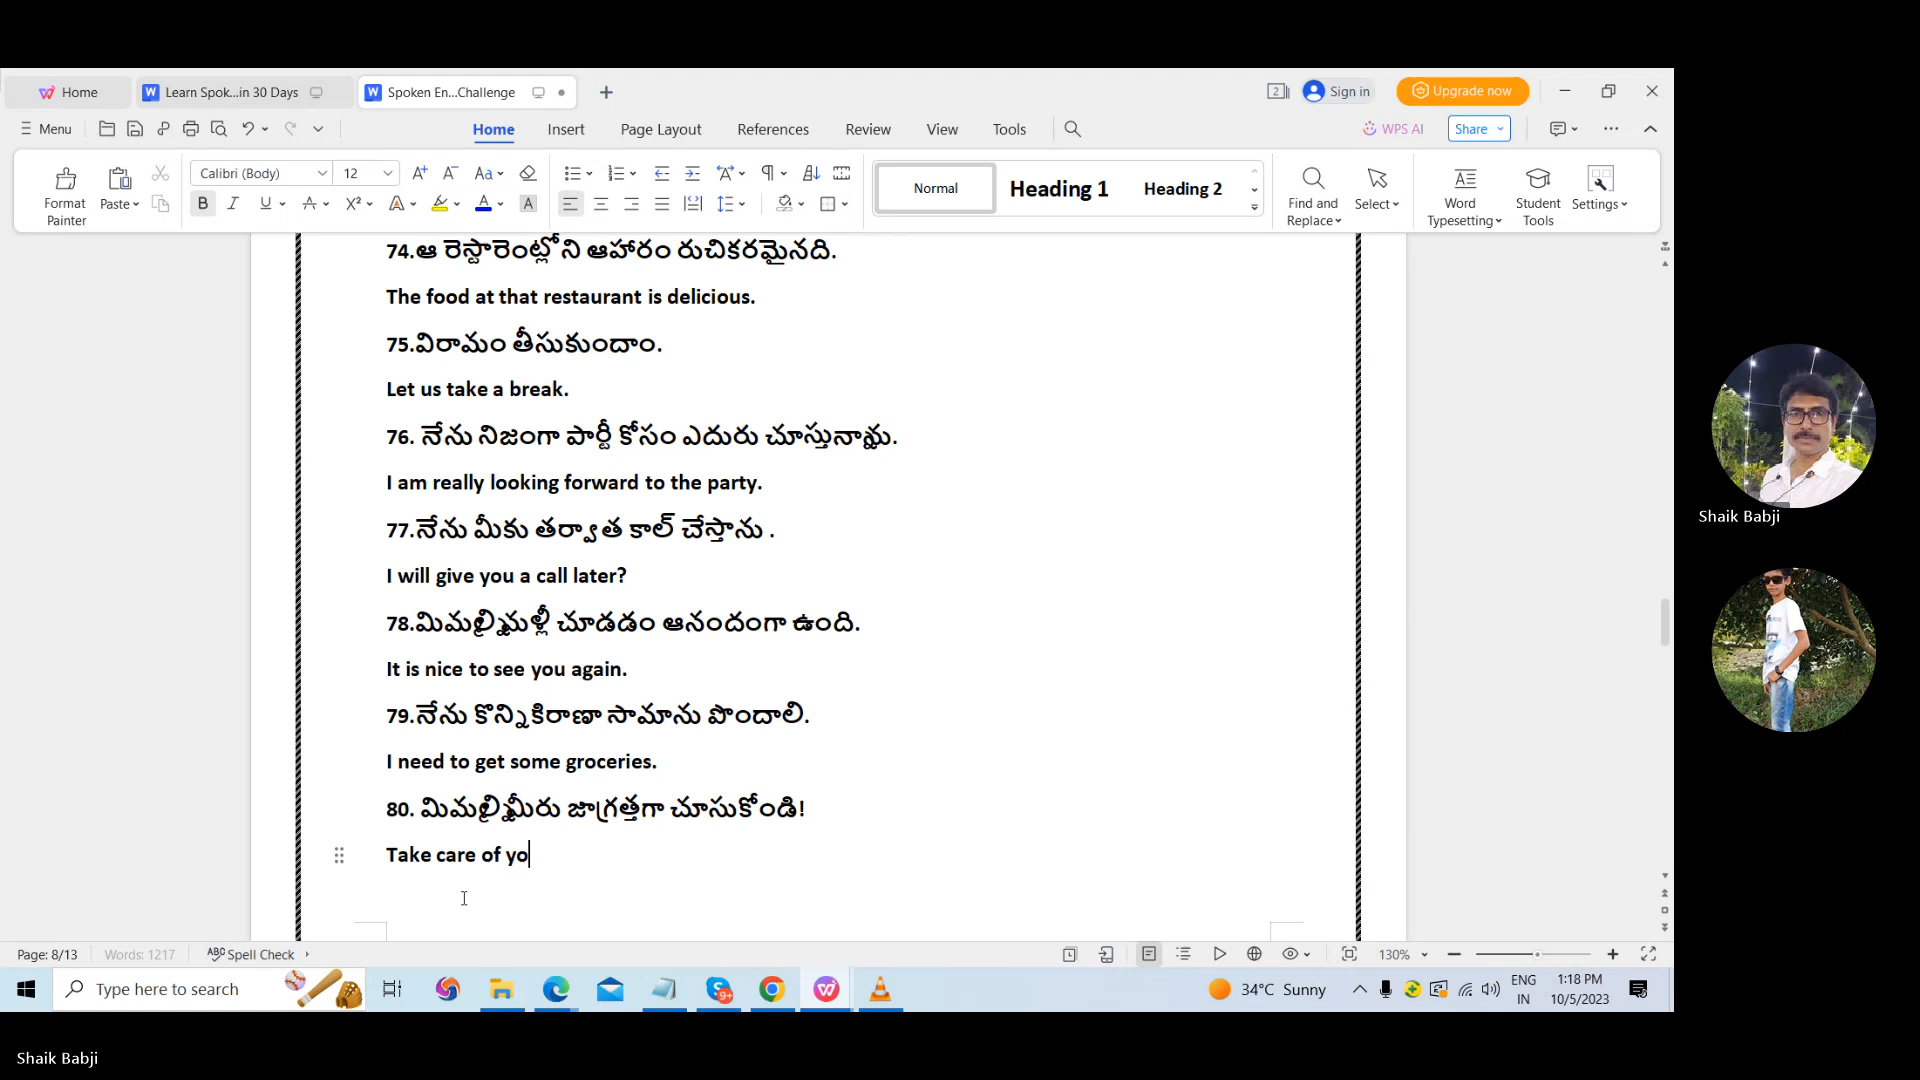 Home
Learn Spok...in 30 Days
Spoken En...Challenge
2
Sign in
Upgrade now
Menu
Home
Insert
Page Layout
References
Review
View
Tools
WPS AI
Share
Format Painter
Paste
Calibri (Body)
12
Normal
Heading 1
Heading 2
Find and Replace
Select
Word Typesetting
Student Tools
Settings
74.ఆ రెస్టారెంట్లోని ఆహారం రుచికరమైనది.
The food at that restaurant is delicious.
75.విరామం తీసుకుందాం.
Let us take a break.
76. నేను నిజంగా పార్టీ కోసం ఎదురు చూస్తున్నాను.
I am really looking forward to the party.
77.నేను మీకు తర్వాత కాల్ చేస్తాను .
I will give you a call later?
78.మిమ్మల్ని మళ్లీ చూడడం ఆనందంగా ఉంది.
It is nice to see you again.
79.నేను కొన్ని కిరాణా సామాను పొందాలి.
I need to get some groceries.
80. మిమ్మల్ని మీరు జాగ్రత్తగా చూసుకోండి!
Take care of yo
Shaik Babji
Page: 8/13
Words: 1217
Spell Check
130%
Type here to search
9+
34°C Sunny
ENG
IN
1:18 PM
10/5/2023
Shaik Babji